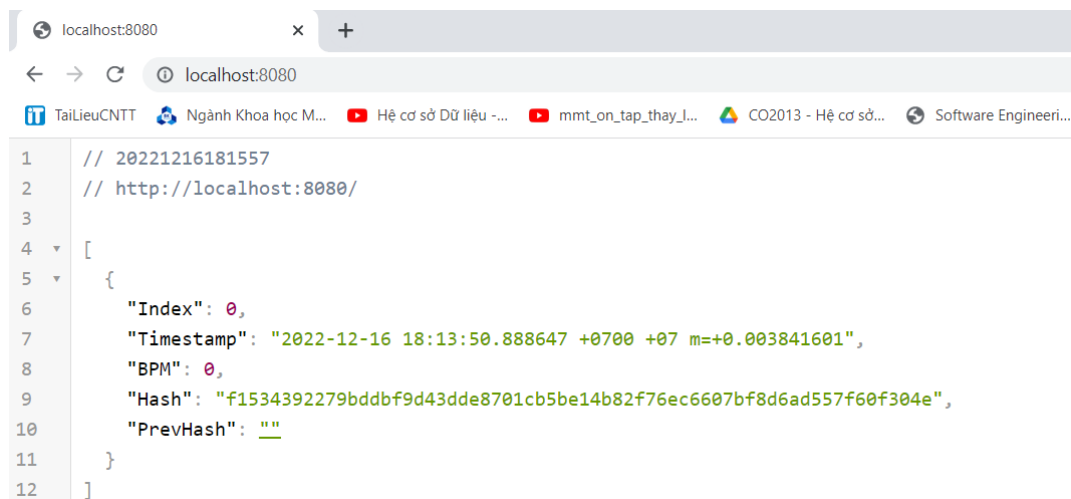 localhost:8080
localhost:8080
TaiLieuCNTT Ngành Khoa học M... Hệ cơ sở Dữ liệu -... mmt_on_tap_thay_l... CO2013 - Hệ cơ sở... Software Engineeri...
1 // 20221216181557
2 // http://localhost:8080/
3
4 [
5 {
6 "Index": 0,
7 "Timestamp": "2022-12-16 18:13:50.888647 +0700 +07 m=+0.003841601",
8 "BPM": 0,
9 "Hash": "f1534392279bddbf9d43dde8701cb5be14b82f76ec6607bf8d6ad557f60f304e",
10 "PrevHash": ""
11 }
12 ]